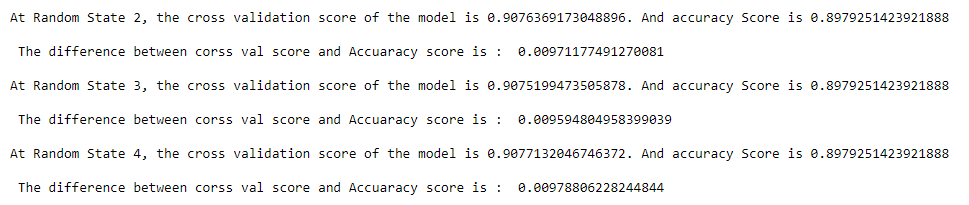 At Random State 2, the cross validation score of the model is 0.9076369173048896. And accuracy Score is 0.8979251423921888
The difference between corss val score and Accuaracy score is :  0.00971177491270081
At Random State 3, the cross validation score of the model is 0.9075199473505878. And accuracy Score is 0.8979251423921888
The difference between corss val score and Accuaracy score is :  0.009594804958399039
At Random State 4, the cross validation score of the model is 0.9077132046746372. And accuracy Score is 0.8979251423921888
The difference between corss val score and Accuaracy score is :  0.00978806228244844